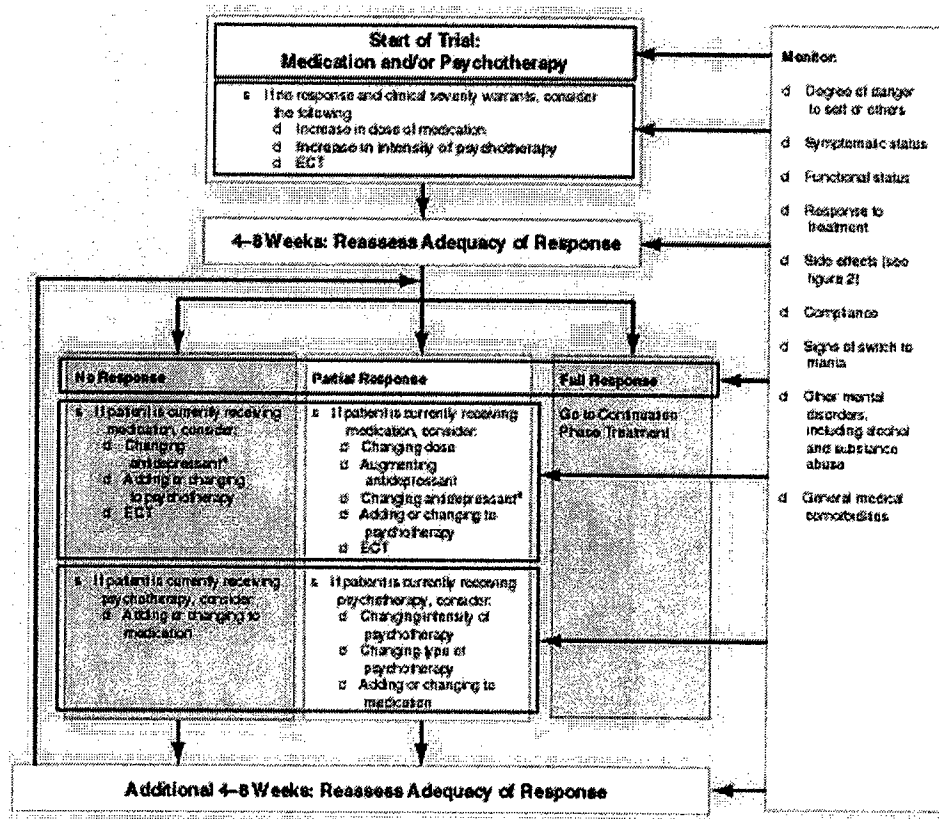 Start of Trial:
Medication and/or Psychotherapy
s If no response and clinical severity warrants, consider
the following
d Increase in dose of medication
d Increase in intensity of psychotherapy
d ECT
4–8 Weeks: Reassess Adequacy of Response
No Response
s If patient is currently receiving
medication, consider:
d Changing
antidepressant
d Adding or changing
to psychotherapy
d ECT
s If patient is currently receiving
psychotherapy, consider:
d Adding or changing to
medication
Partial Response
s If patient is currently receiving
medication, consider:
d Changing dose
d Augmenting
antidepressant
d Changing antidepressant
d Adding or changing to
psychotherapy
d ECT
s If patient is currently receiving
psychotherapy, consider:
d Changing intensity of
psychotherapy
d Changing type of
psychotherapy
d Adding or changing to
medication
Full Response
Go to Continuation
Phase Treatment
Additional 4–8 Weeks: Reassess Adequacy of Response
Monitor:
d Degree of danger
to self or others
d Symptomatic status
d Functional status
d Response to
treatment
d Side effects (see
figure 2)
d Compliance
d Signs of switch to
mania
d Other mental
disorders,
including alcohol
and substance
abuse
d General medical
comorbidities